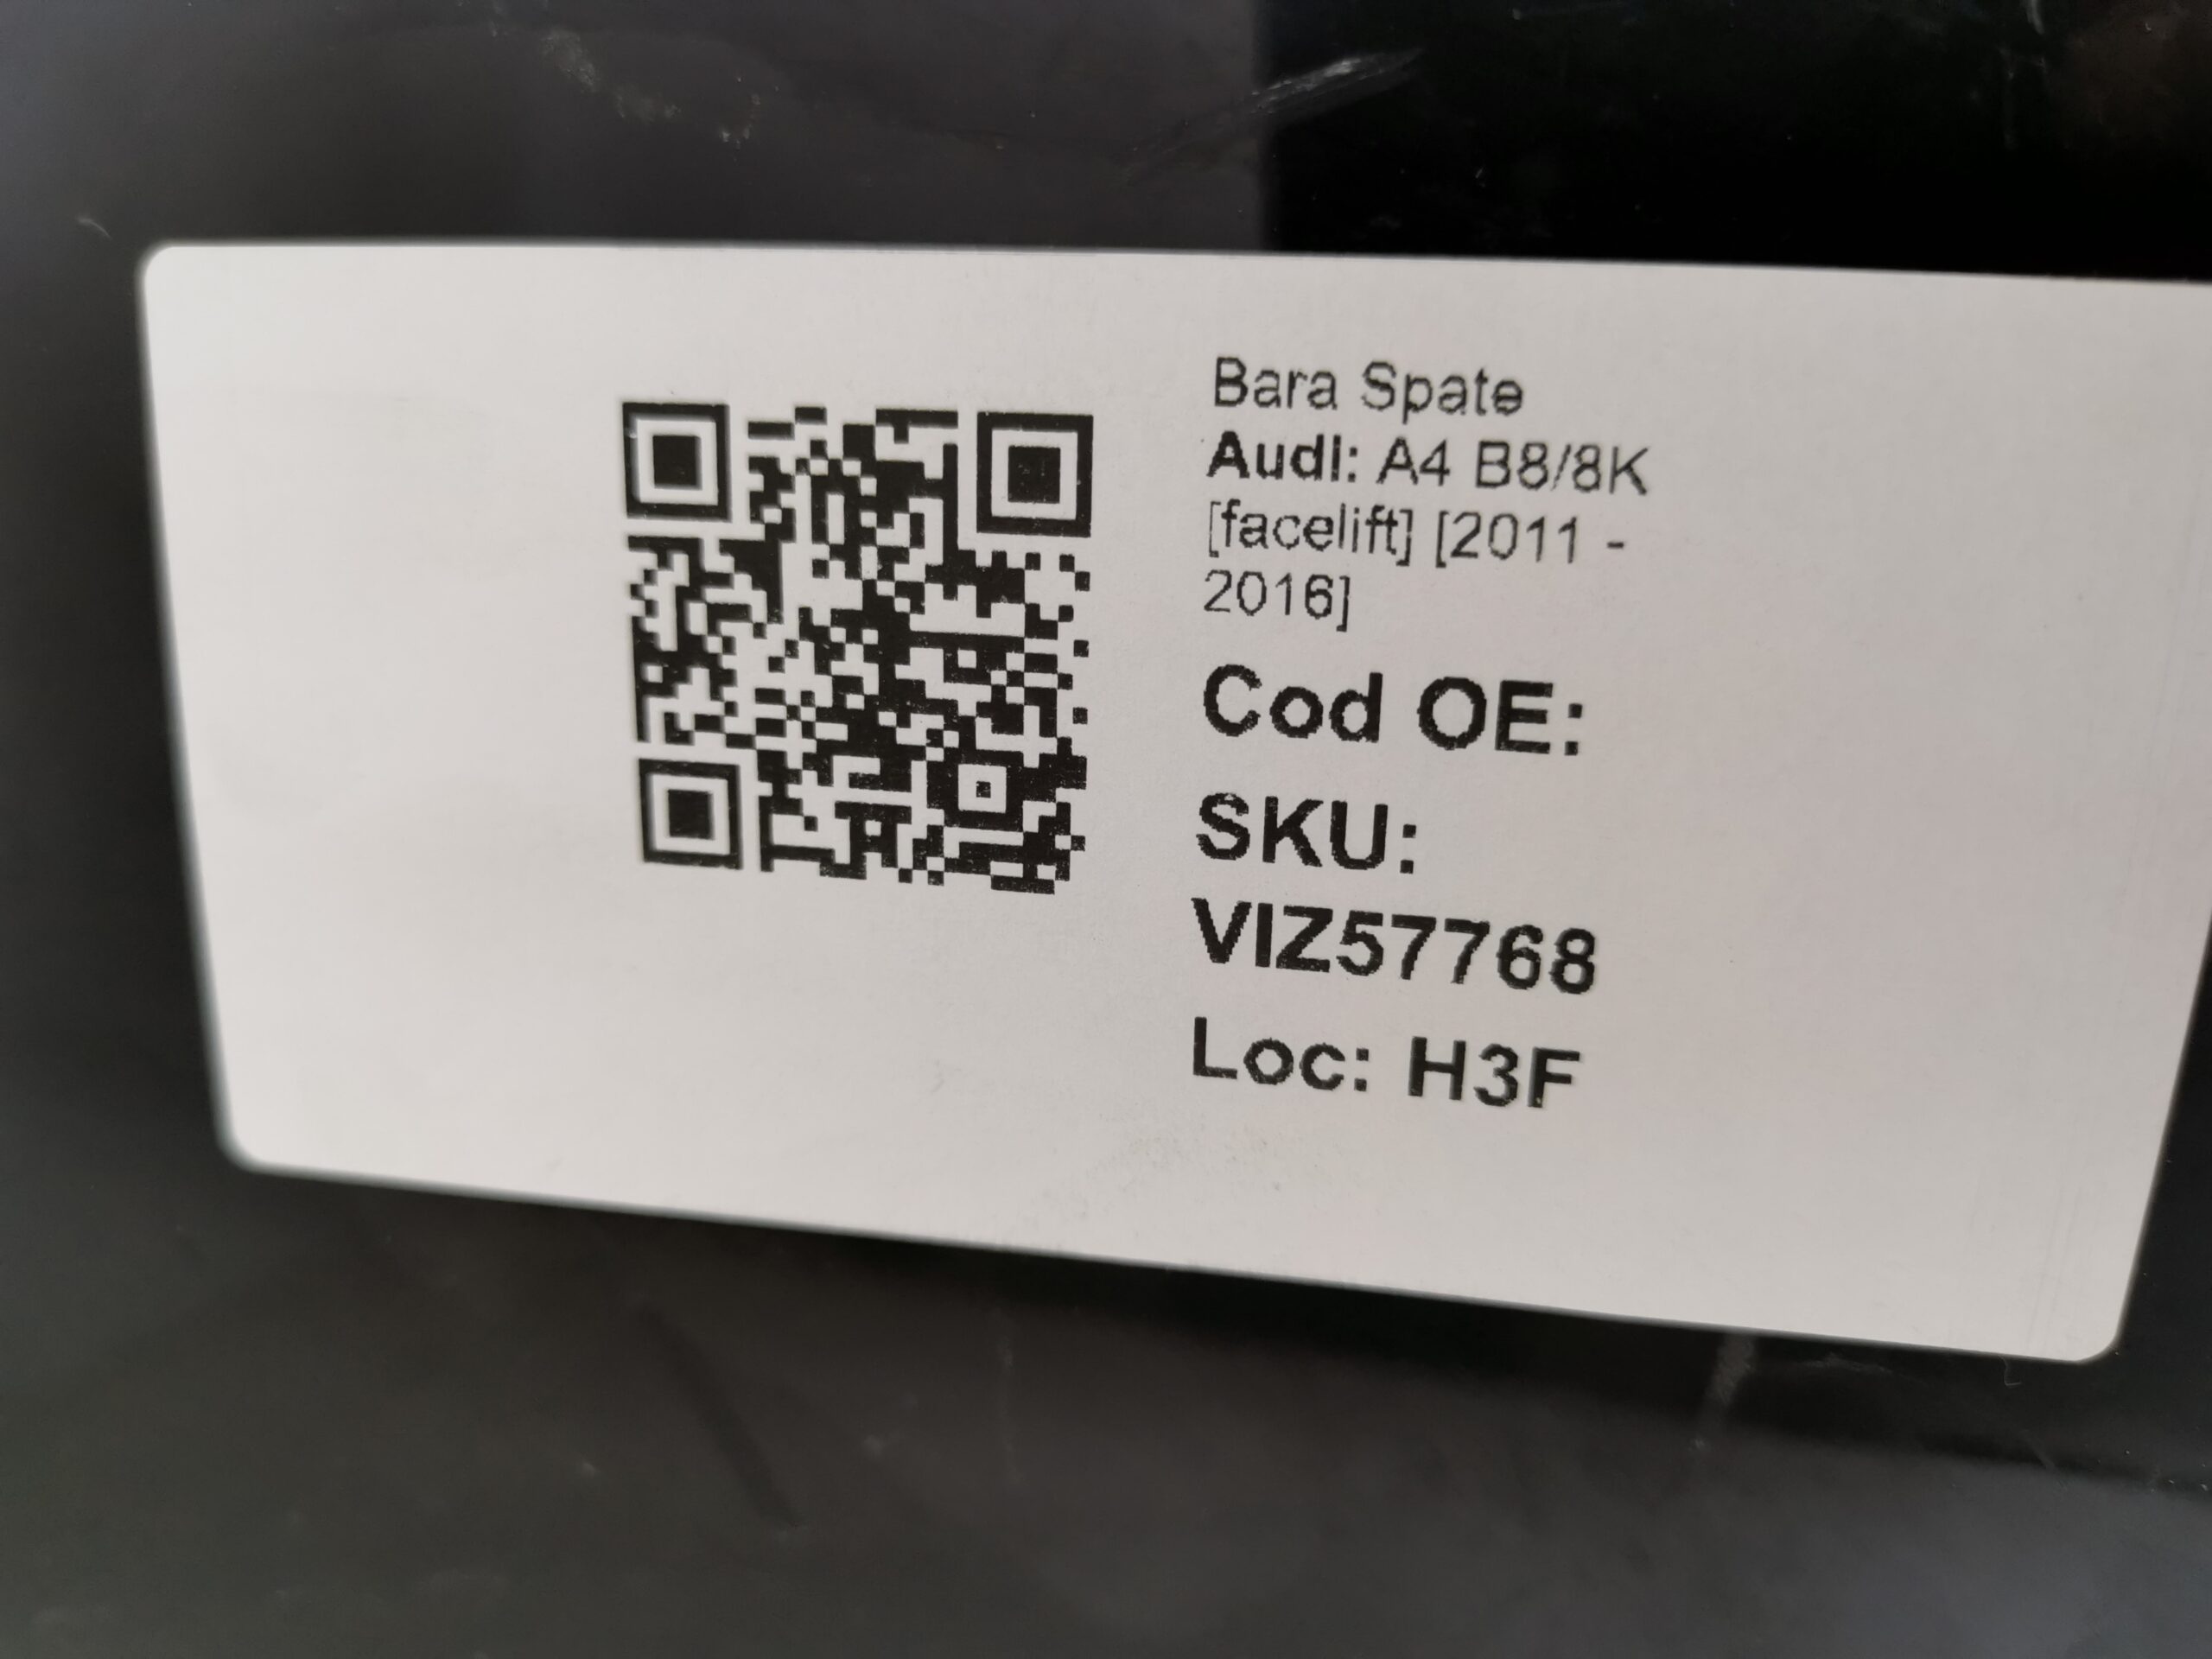 Bara Spate
Audi: A4 B8/8K
[facelift] [2011 -
2016]
Cod OE:
SKU:
VIZ57768
Loc: H3F